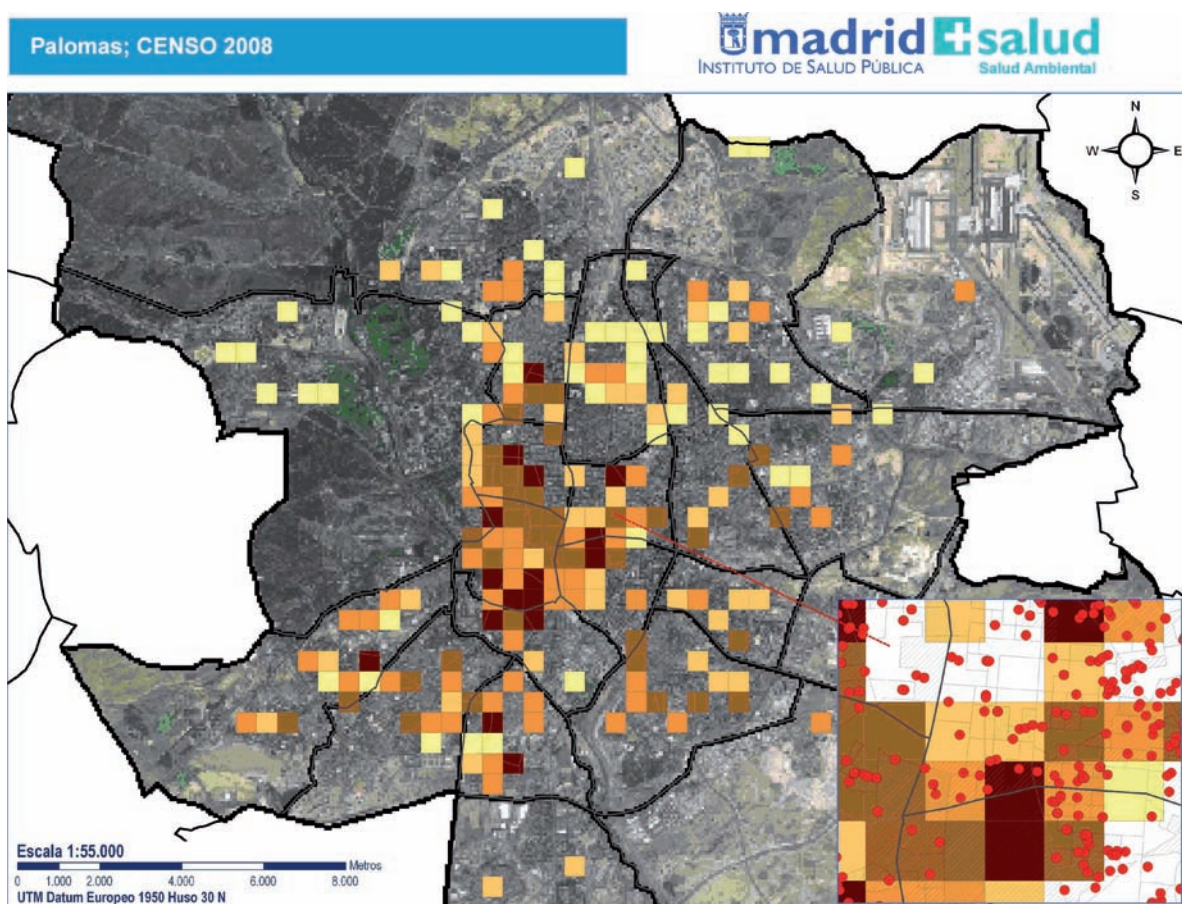 Palomas; CENSO 2008
madrid salud
INSTITUTO DE SALUD PÚBLICA
Salud Ambiental
N
W E
S
Escala 1:55.000
Metros
0 1.000 2.000 4.000 6.000 8.000
UTM Datum Europeo 1950 Huso 30 N